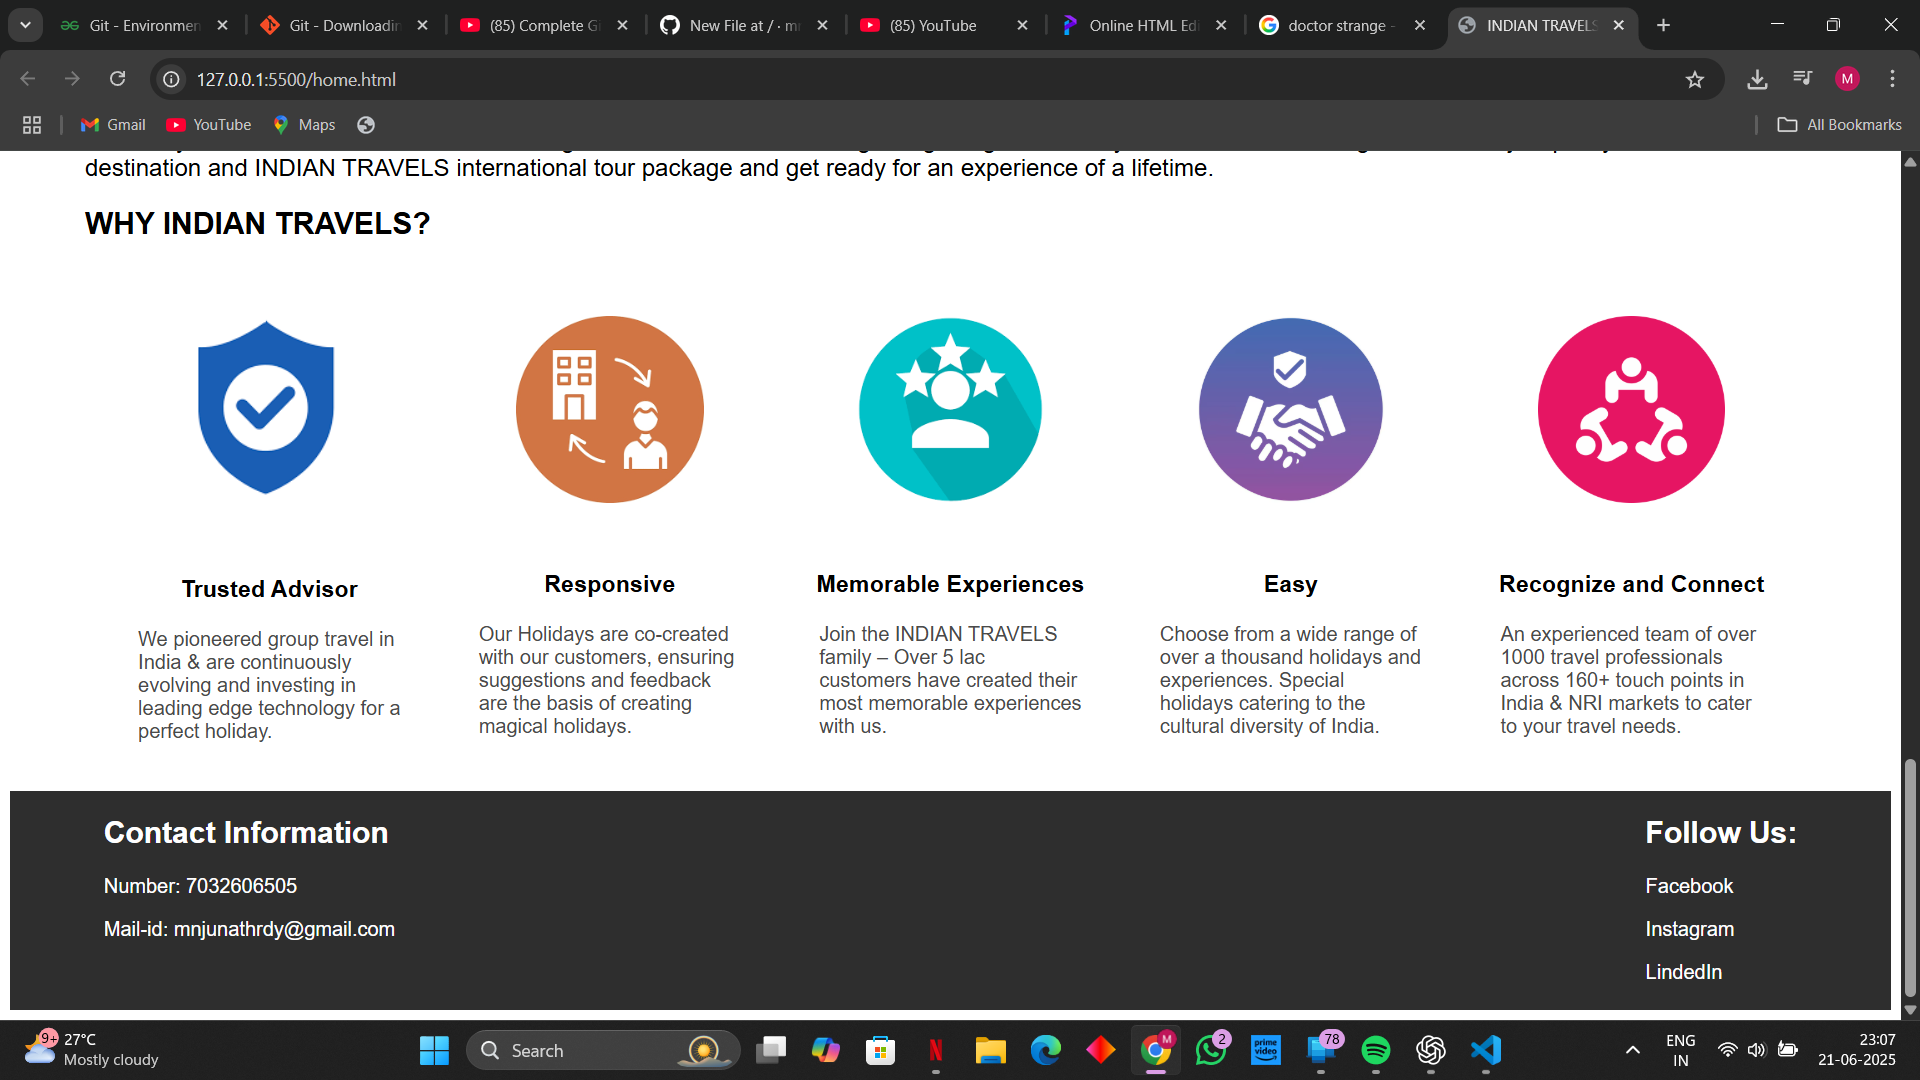 Git - Environmen
Git - Downloadin
(85) Complete Gi
New File at / · m
(85) YouTube
Online HTML Edi
doctor strange -
INDIAN TRAVELS
127.0.0.1:5500/home.html
M
Gmail
YouTube
Maps
All Bookmarks
destination and INDIAN TRAVELS international tour package and get ready for an experience of a lifetime.
WHY INDIAN TRAVELS?
Trusted Advisor
We pioneered group travel in
India & are continuously
evolving and investing in
leading edge technology for a
perfect holiday.
Responsive
Our Holidays are co-created
with our customers, ensuring
suggestions and feedback
are the basis of creating
magical holidays.
Memorable Experiences
Join the INDIAN TRAVELS
family – Over 5 lac
customers have created their
most memorable experiences
with us.
Easy
Choose from a wide range of
over a thousand holidays and
experiences. Special
holidays catering to the
cultural diversity of India.
Recognize and Connect
An experienced team of over
1000 travel professionals
across 160+ touch points in
India & NRI markets to cater
to your travel needs.
Contact Information
Number: 7032606505
Mail-id: mnjunathrdy@gmail.com
Follow Us:
Facebook
Instagram
LindedIn
9+
27°C
Mostly cloudy
Search
N
M
2
prime
video
78
ENG
IN
23:07
21-06-2025